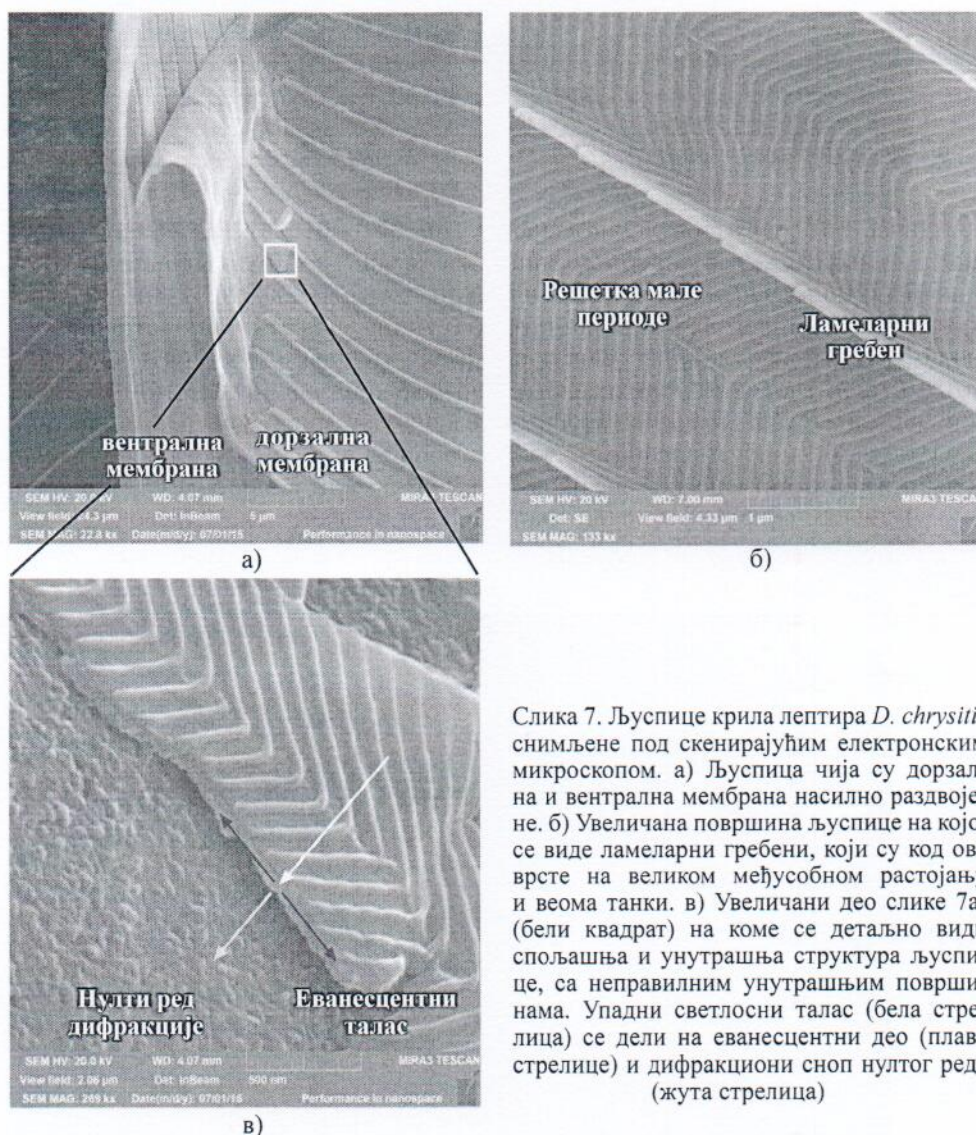 вентрална
мембрана
дорзална
мембрана
SEM HV: 20.0 kV WD: 4.07 mm MIRA3 TESCAN
Det: InBeam 5 µm
SEM MAG: 22.8 kx Date(m/d/y): 07/01/15 Performance in nanospace
а)
Решетка мале
периоде
Ламеларни
гребен
SEM HV: 20 kV WD: 7.00 mm MIRA3 TESCAN
Det: SE View field: 4.33 µm 1 µm
SEM MAG: 133 kx
б)
Нулти ред
дифракције
Еванесцентни
талас
SEM HV: 20.0 kV WD: 4.07 mm MIRA3 TESCAN
View field: 2.06 µm Det: InBeam 500 nm
SEM MAG: 269 kx Date(m/d/y): 07/01/15 Performance in nanospace
в)
Слика 7. Љуспице крила лептира D. chrysiti
снимљене под скенирајућим електронским
микроскопом. а) Љуспица чија су дорзал
на и вентрална мембрана насилно раздвоје
не. б) Увеличана површина љуспице на којо
се виде ламеларни гребени, који су код ов
врсте на великом међусобном растојањ
и веома танки. в) Увеличани део слике 7а
(бели квадрат) на коме се детаљно вид
спољашња и унутрашња структура љуспи
це, са неправилним унутрашњим површи
нама. Упадни светлосни талас (бела стре
лица) се дели на еванесцентни део (плав
стрелице) и дифракциони сноп нултог ред
(жута стрелица)